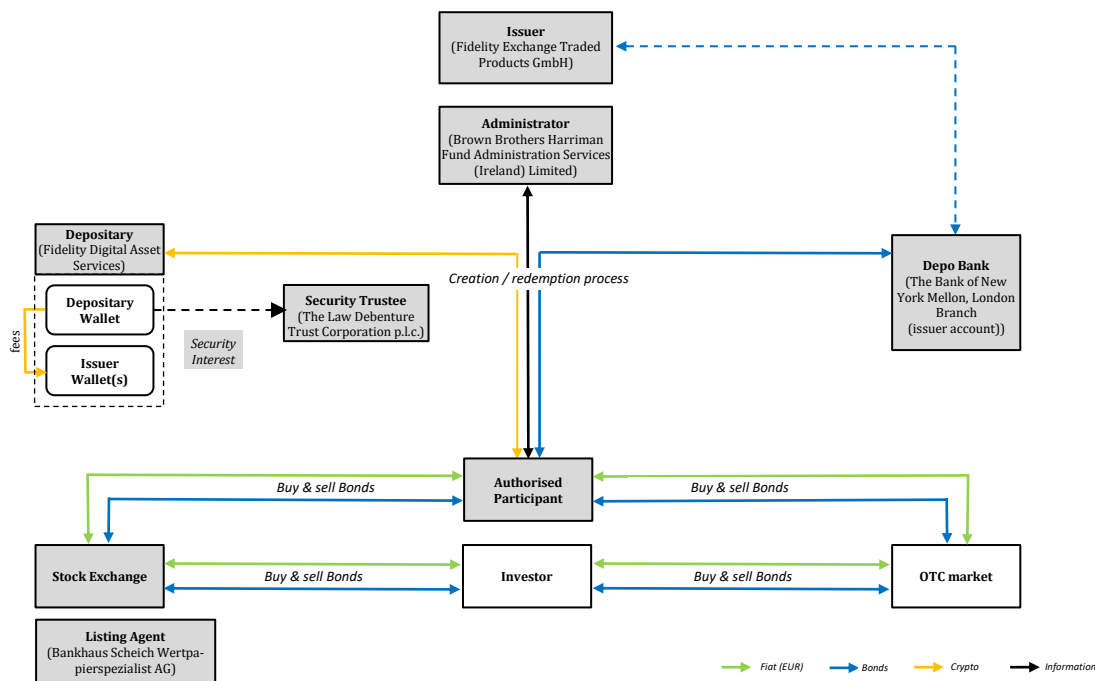 Issuer
(Fidelity Exchange Traded
Products GmbH)
Administrator
(Brown Brothers Harriman
Fund Administration Services
(Ireland) Limited)
Depositary
(Fidelity Digital Asset
Services)
Depositary
Wallet
fees
Issuer
Wallet(s)
Security
Interest
Security Trustee
(The Law Debenture
Trust Corporation p.l.c.)
Creation / redemption process
Depo Bank
(The Bank of New
York Mellon, London
Branch
(issuer account))
Buy & sell Bonds
Authorised
Participant
Buy & sell Bonds
Stock Exchange
Buy & sell Bonds
Investor
Buy & sell Bonds
OTC market
Listing Agent
(Bankhaus Scheich Wertpa-
pierspezialist AG)
Fiat (EUR)
Bonds
Crypto
Information